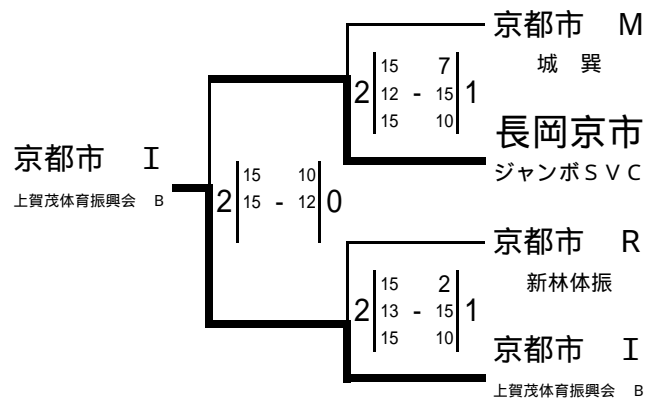 京都市　M
城　巽
15 7
2 12 - 15 1
15 10
長岡京市
ジャンボＳＶＣ
京都市　I
上賀茂体育振興会　B
15 10
2 15 - 12 0
京都市　R
新林体振
15 2
2 13 - 15 1
15 10
京都市　I
上賀茂体育振興会　B